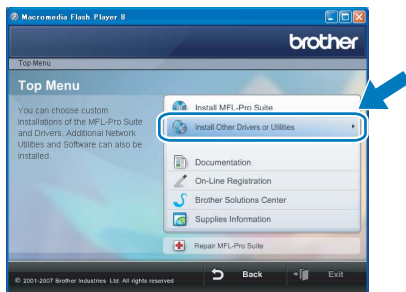 Macromedia Flash Player 8
brother
Top Menu
Top Menu
You can choose custom
installations of the MFL-Pro Suite
and Drivers. Additional Network
Utilities and Software can also be
installed.
Install MFL-Pro Suite
Install Other Drivers or Utilities
Documentation
On-Line Registration
Brother Solutions Center
Supplies Information
Repair MFL-Pro Suite
© 2001-2007 Brother Industries Ltd. All rights reserved
Back
Exit